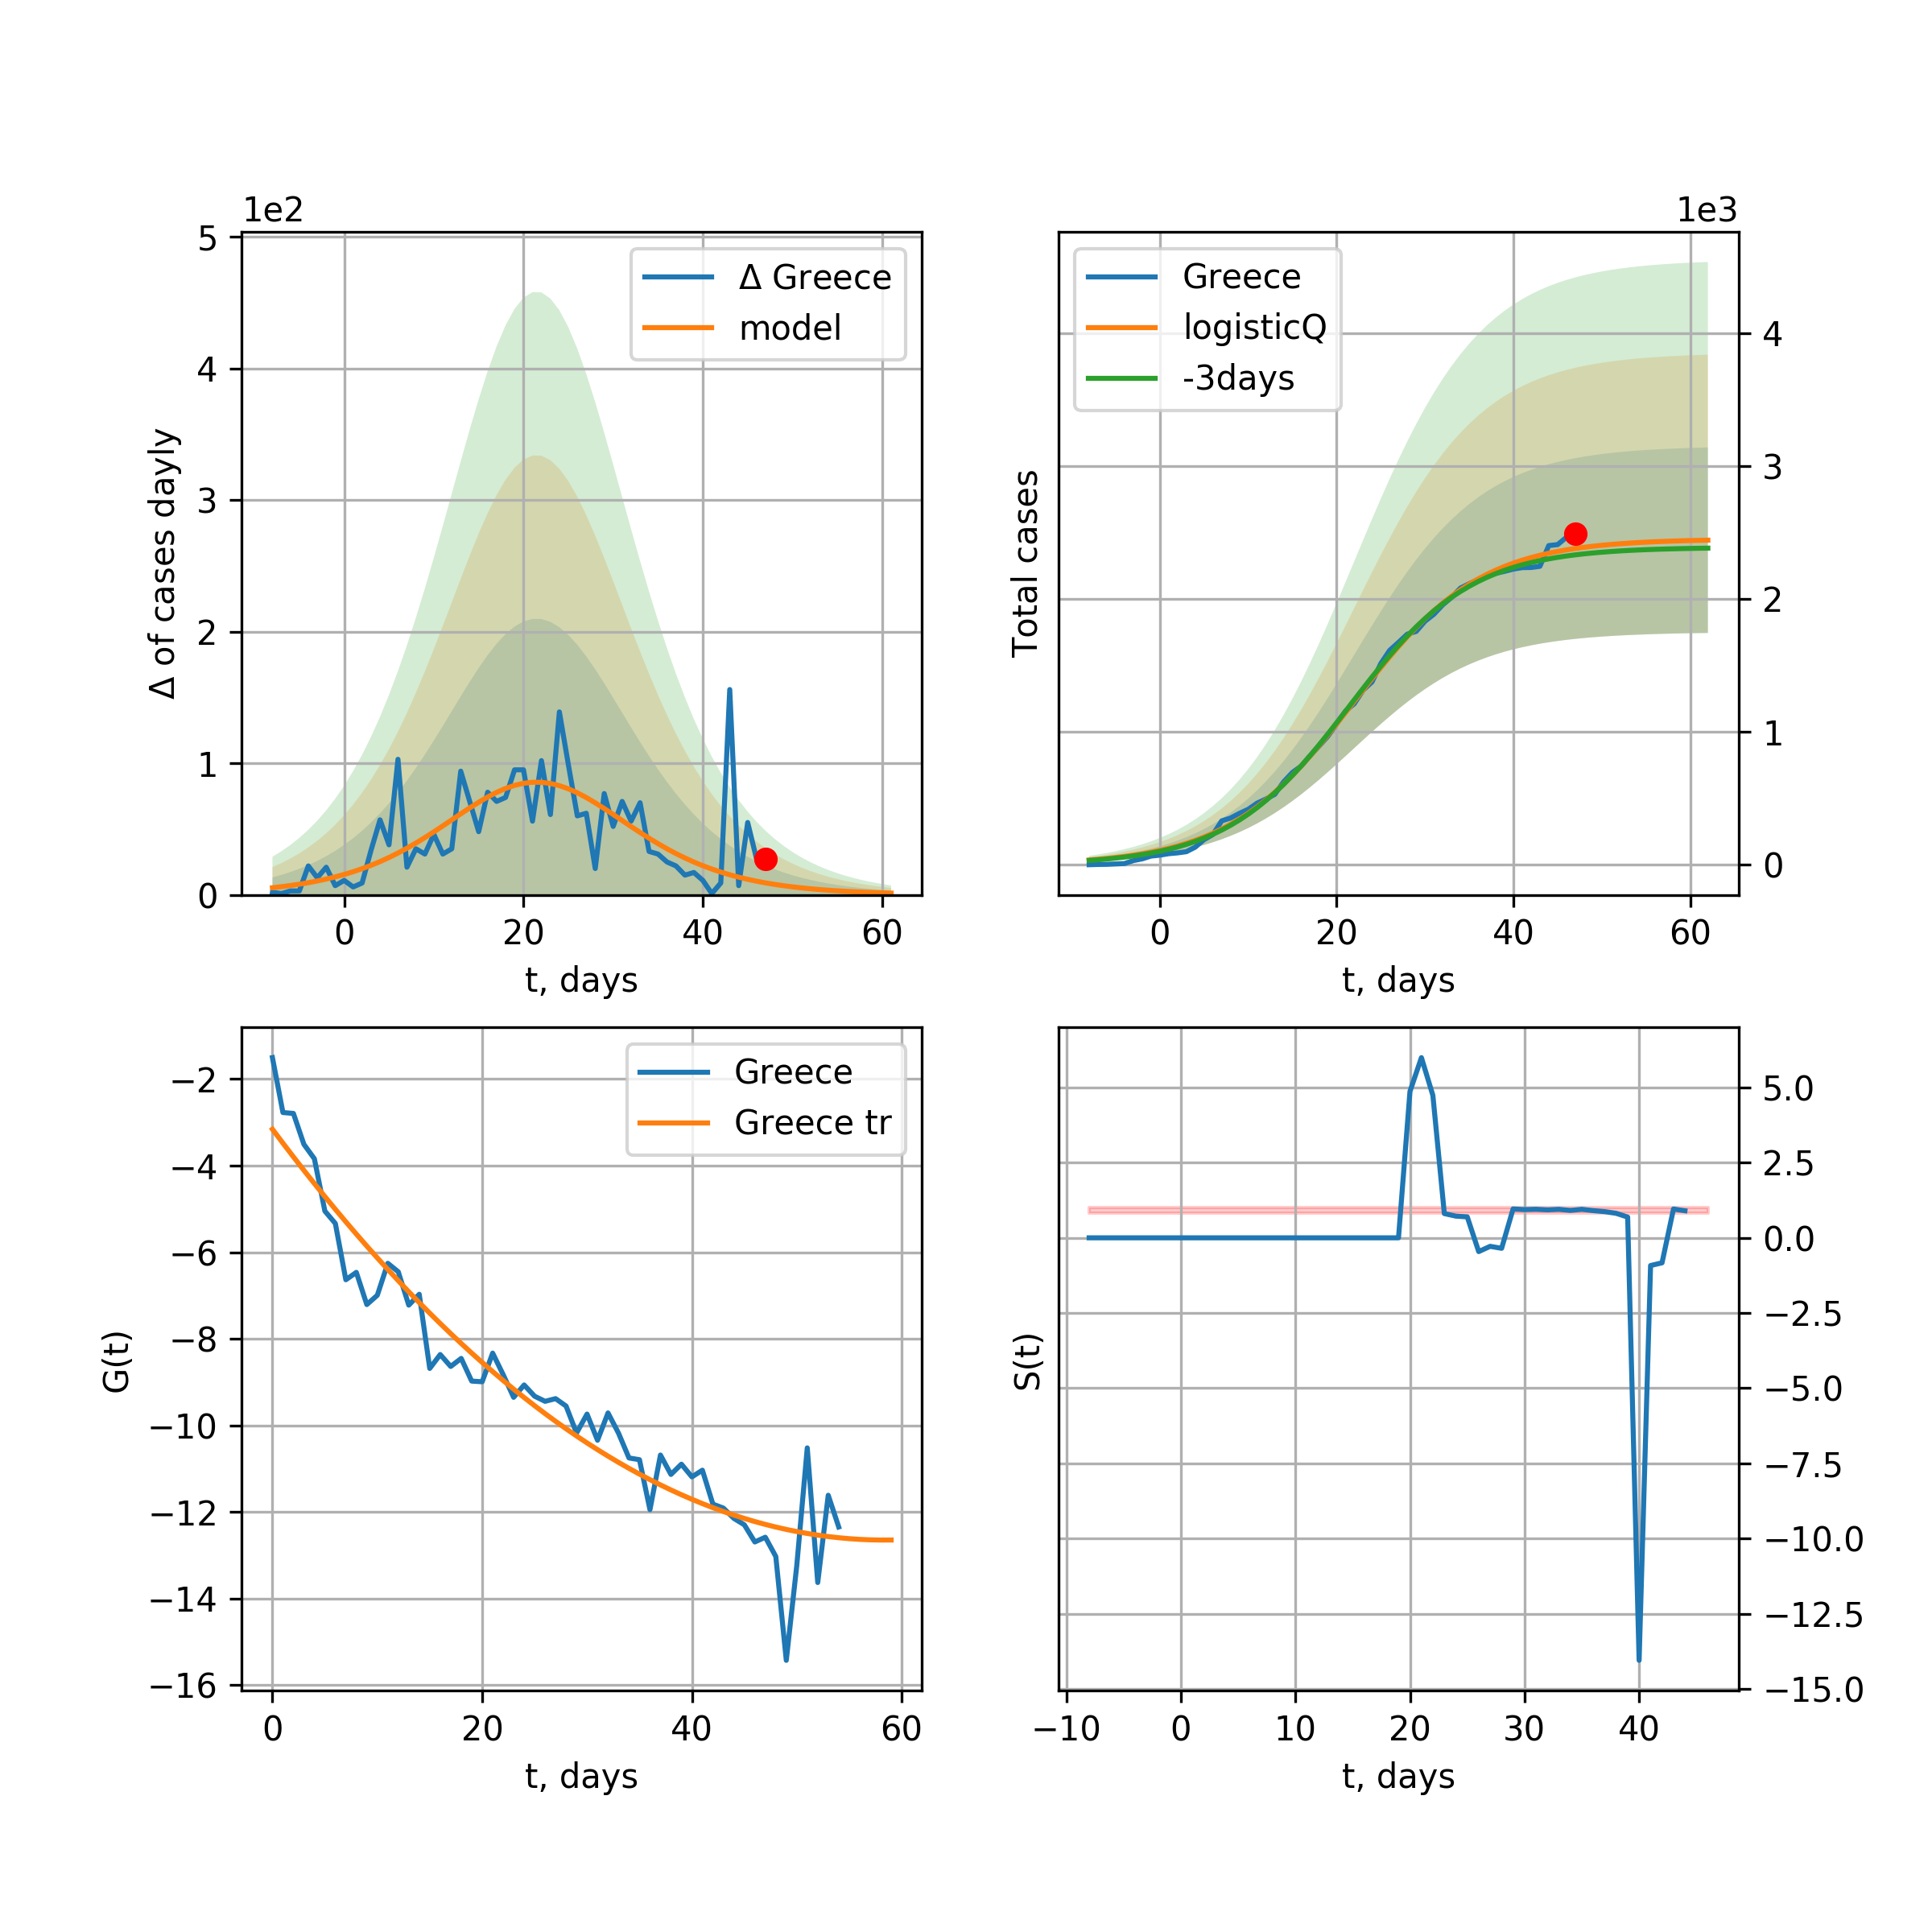 1e2
5
4
3
2
1
0
Δ of cases dayly
Δ Greece
model
0 20 40 60
t, days
1e3
Total cases
Greece
logisticQ
-3days
4
3
2
1
0
0 20 40 60
t, days
−2
−4
−6
−8
−10
−12
−14
−16
G(t)
Greece
Greece tr
0 20 40 60
t, days
S(t)
5.0
2.5
0.0
−2.5
−5.0
−7.5
−10.0
−12.5
−15.0
−10 0 10 20 30 40
t, days